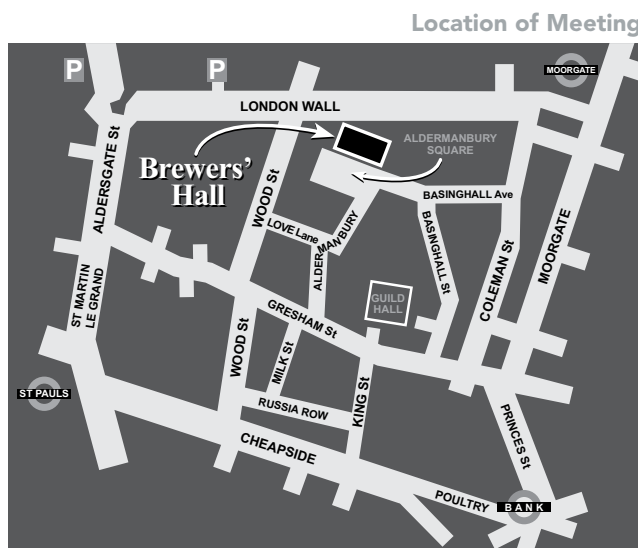 Location of Meeting
P
P
MOORGATE
LONDON WALL
ALDERMANBURY
SQUARE
Brewers’
Hall
ALDERSGATE St
WOOD St
BASINGHALL Ave
LOVE Lane
ALDERMANBURY
BASINGHALL St
COLEMAN St
MOORGATE
ST MARTIN
LE GRAND
GUILD
HALL
GRESHAM St
WOOD St
MILK St
KING St
ST PAULS
RUSSIA ROW
PRINCES St
CHEAPSIDE
POULTRY
BANK